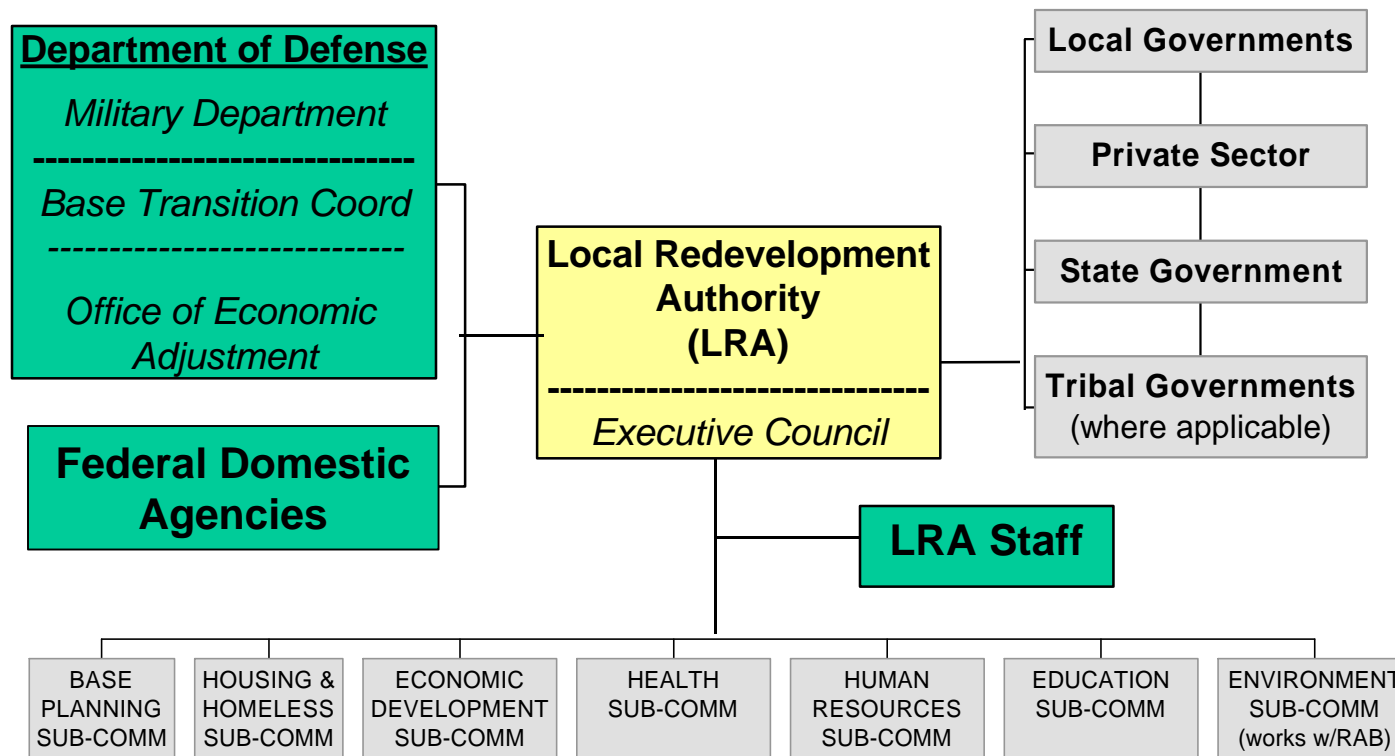 Department of Defense
Military Department
------------------------------
Base Transition Coord
----------------------------
Office of Economic
Adjustment
Federal Domestic
Agencies
Local Redevelopment
Authority
(LRA)
-------------------------------
Executive Council
Local Governments
Private Sector
State Government
Tribal Governments
(where applicable)
LRA Staff
BASE
PLANNING
SUB-COMM
HOUSING &
HOMELESS
SUB-COMM
ECONOMIC
DEVELOPMENT
SUB-COMM
HEALTH
SUB-COMM
HUMAN
RESOURCES
SUB-COMM
EDUCATION
SUB-COMM
ENVIRONMENT
SUB-COMM
(works w/RAB)